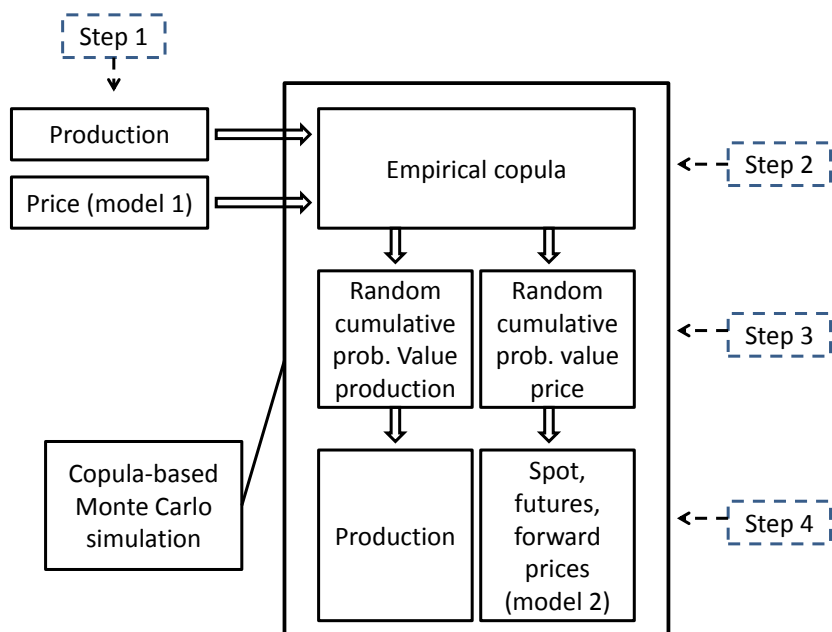 Step 1
Production
Price (model 1)
Empirical copula
Step 2
Random
cumulative
prob. Value
production
Random
cumulative
prob. value
price
Step 3
Copula-based
Monte Carlo
simulation
Production
Spot,
futures,
forward
prices
(model 2)
Step 4